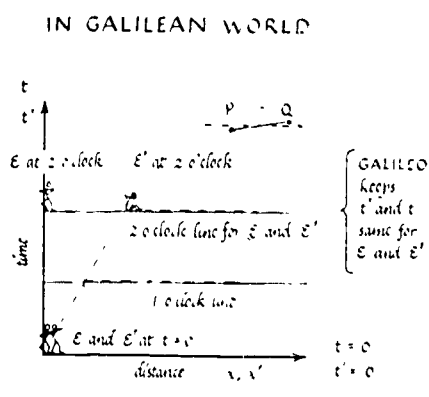 IN GALILEAN WORLD
t
t'
P Q
ε at 2 o'clock ε' at 2 o'clock
GALILEO
keeps
t' and t
same for
ε and ε'
2 o'clock line for ε and ε'
time
1 o'clock line
ε and ε' at t = 0
distance x, x'
t = 0
t' = 0